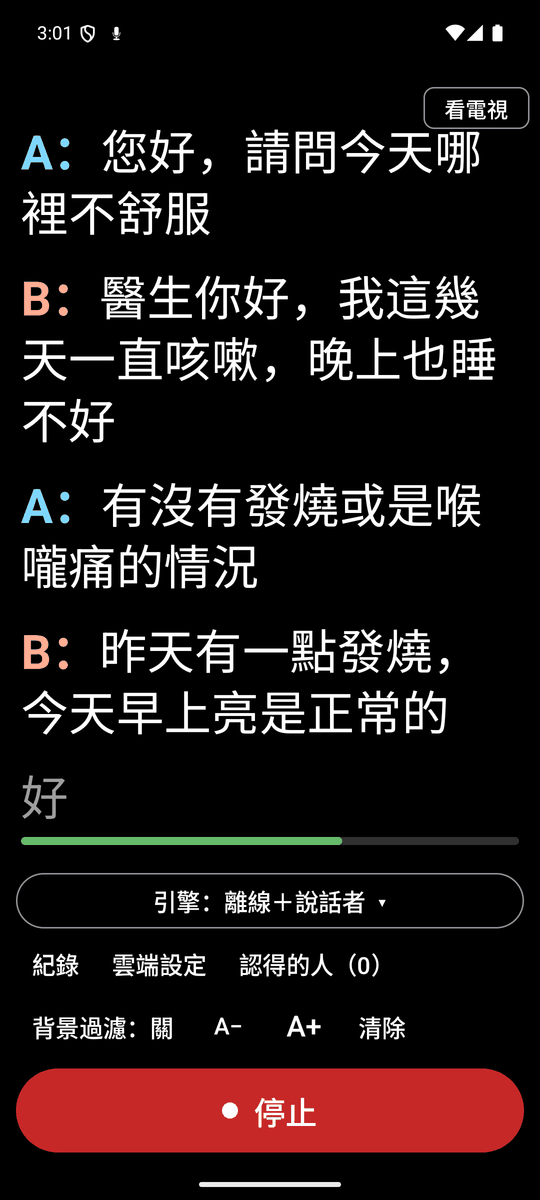 3:01
看電視
A：您好，請問今天哪
裡不舒服
B：醫生你好，我這幾
天一直咳嗽，晚上也睡
不好
A：有沒有發燒或是喉
嚨痛的情況
B：昨天有一點發燒，
今天早上亮是正常的
好
引擎：離線＋說話者 ▾
紀錄 雲端設定 認得的人（0）
背景過濾：關 A− A+ 清除
停止